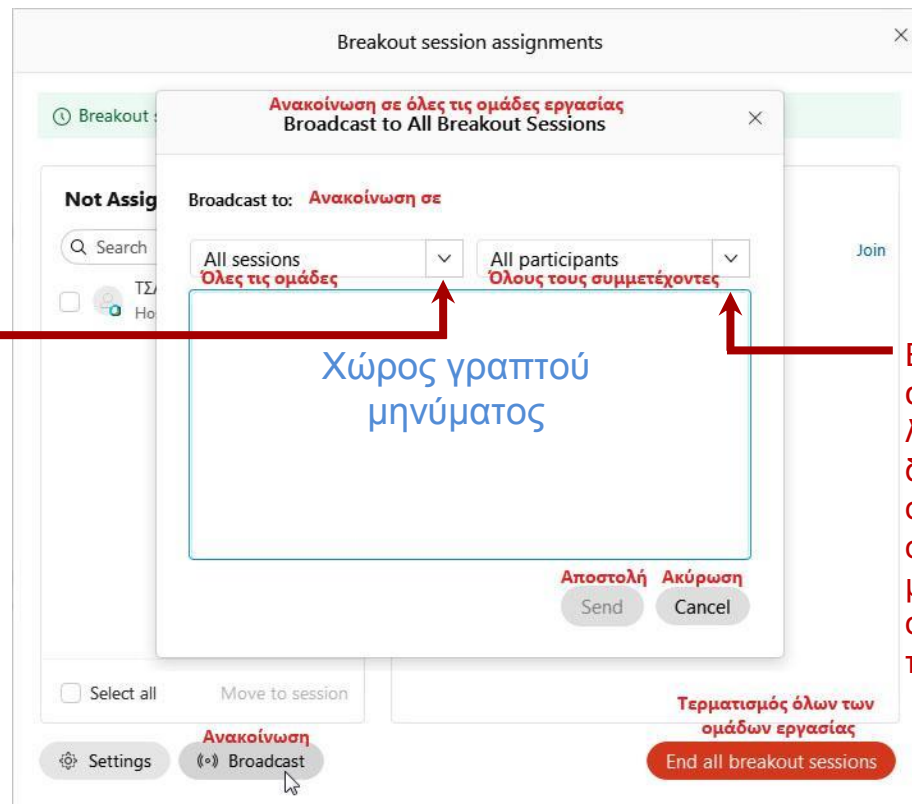 Breakout session assignments
Breakout
Ανακοίνωση σε όλες τις ομάδες εργασίας
Broadcast to All Breakout Sessions
Not Assig
Broadcast to: Ανακοίνωση σε
Search
All sessions
All participants
Join
Όλες τις ομάδες
Όλους τους συμμετέχοντες
ΤΣ
Ho
Χώρος γραπτού
μηνύματος
Αποστολή Ακύρωση
Send Cancel
Select all Move to session
Τερματισμός όλων των
ομάδων εργασίας
Ανακοίνωση
Settings Broadcast
End all breakout sessions